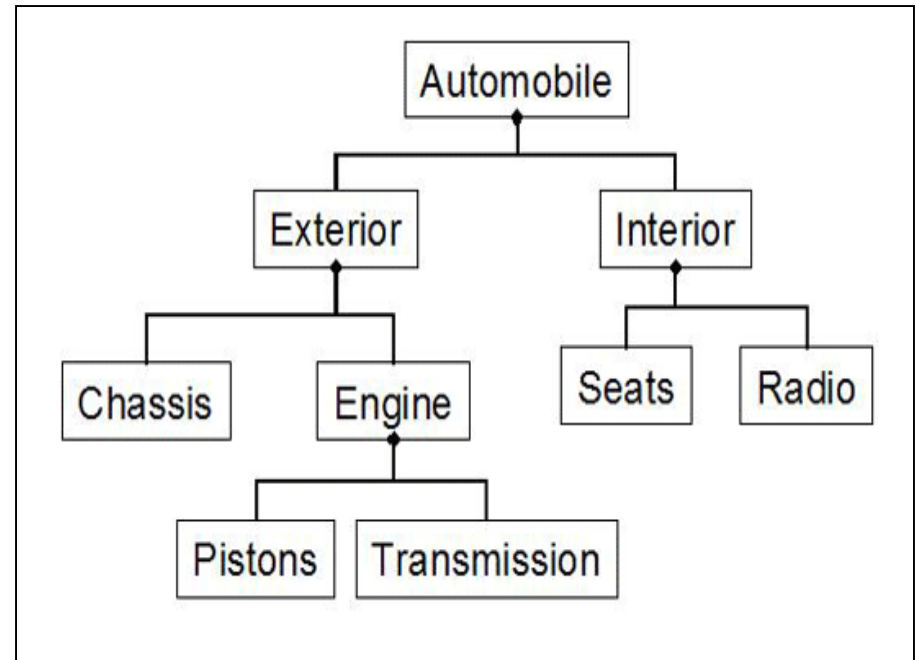 Automobile
Exterior Interior
Chassis Engine Seats Radio
Pistons Transmission